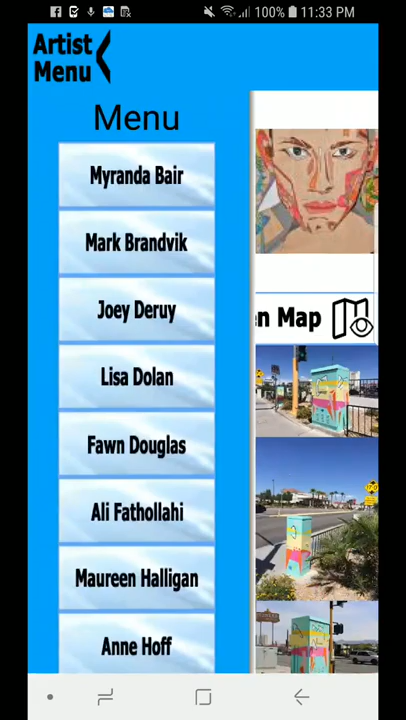 100% 11:33 PM
Artist
Menu
Menu
Myranda Bair
Mark Brandvik
Joey Deruy
Lisa Dolan
Fawn Douglas
Ali Fathollahi
Maureen Halligan
Anne Hoff
n Map